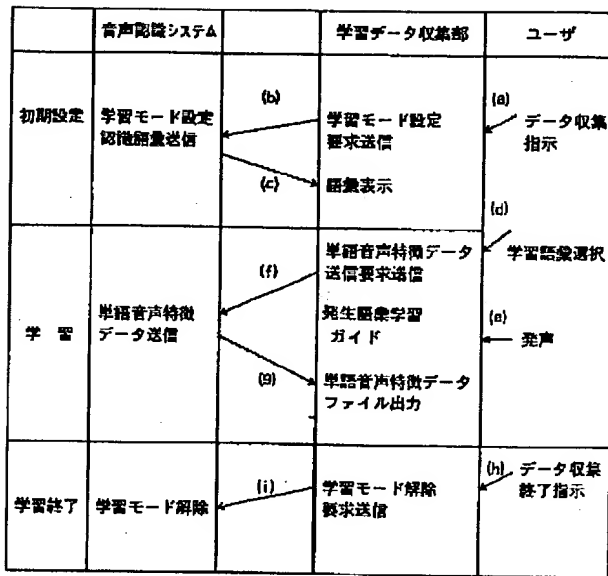 音声認識システム
学習データ収集部
ユーザ
初期設定
学習モード設定
認識語彙送信
(b)
(c)
学習モード設定
要求送信
語彙表示
(a)
データ収集
指示
(d)
学習語彙選択
学 習
単語音声特徴
データ送信
(f)
(g)
単語音声特徴データ
送信要求送信
発生語彙学習
ガイド
単語音声特徴データ
ファイル出力
(e)
発声
学習終了
学習モード解除
(i)
学習モード解除
要求送信
(h)
データ収集
終了指示